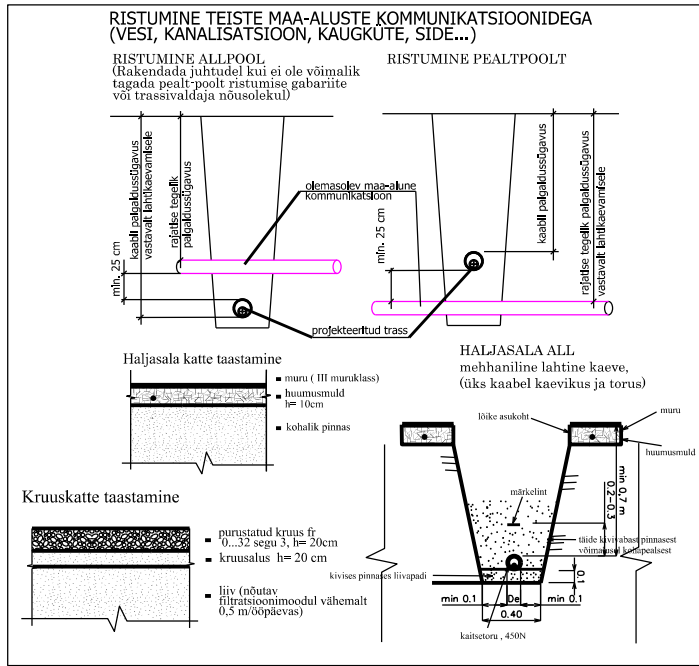 RISTUMINE TEISTE MAA-ALUSTE KOMMUNIKATSIOONIDEGA
(VESI, KANALISATSIOON, KAUGKÜTE, SIDE...)
RISTUMINE ALLPOOL
(Rakendada juhtudel kui ei ole võimalik
tagada pealt-poolt ristumise gabariite
või trassivaldaja nõusolekul)
RISTUMINE PEALTPOOLT
kaabli paigaldussügavus
vastavalt lahtikaevamisele
rajatise tegelik
paigaldussügavus
min. 25 cm
olemasolev maa-alune
kommunikatsioon
projekteeritud trass
min. 25 cm
kaabli paigaldussügavus
rajatise tegelik paigaldussügavus
vastavalt lahtikaevamisele
Haljasala katte taastamine
muru ( III muruklass)
huumusmuld
h= 10cm
kohalik pinnas
Kruuskatte taastamine
purustatud kruus fr
0...32 segu 3, h= 20cm
kruusalus h= 20 cm
liiv (nõutav
filtratsioonimoodul vähemalt
0,5 m/ööpäevas)
HALJASALA ALL
mehhaniline lahtine kaeve,
(üks kaabel kaevikus ja torus)
lõike asukoht
muru
huumusmuld
märkelint
min 0,7 m
0.2-0.3
täide kivivabast pinnasest
võimalusel kohapealsest
kivises pinnases liivapadi
0.1
min 0.1
De
min 0.1
0.40
kaitsetoru , 450N